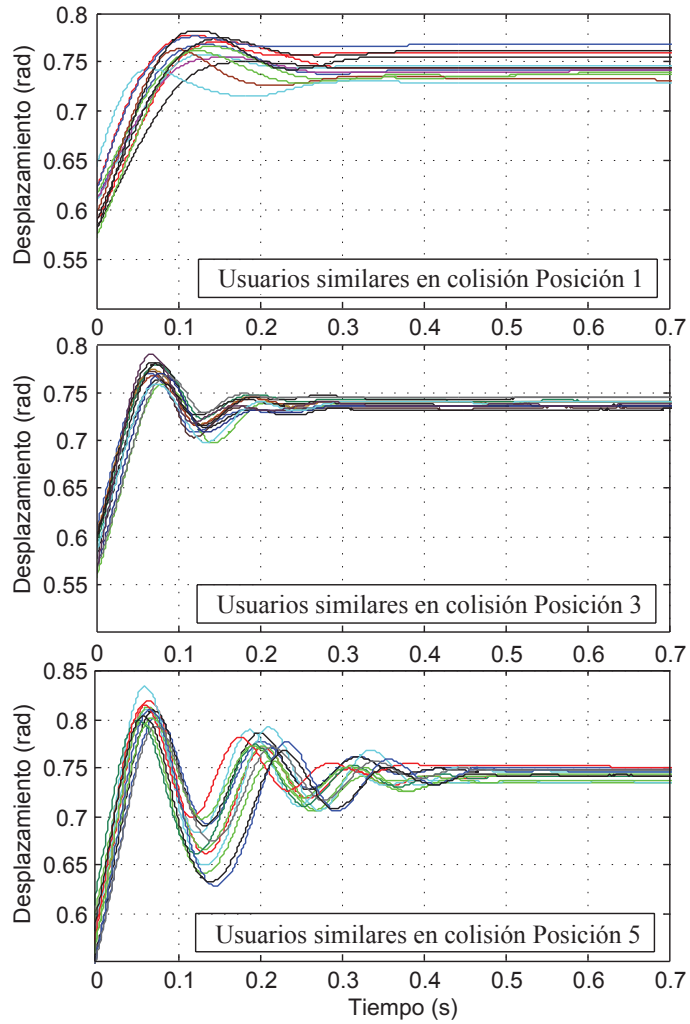 0.8
0.75
0.7
0.65
0.6
0.55
Desplazamiento (rad)
Usuarios similares en colisión Posición 1
0 0.1 0.2 0.3 0.4 0.5 0.6 0.7
0.8
0.75
0.7
0.65
0.6
0.55
Desplazamiento (rad)
Usuarios similares en colisión Posición 3
0 0.1 0.2 0.3 0.4 0.5 0.6 0.7
0.85
0.8
0.75
0.7
0.65
0.6
Desplazamiento (rad)
Usuarios similares en colisión Posición 5
0 0.1 0.2 0.3 0.4 0.5 0.6 0.7
Tiempo (s)